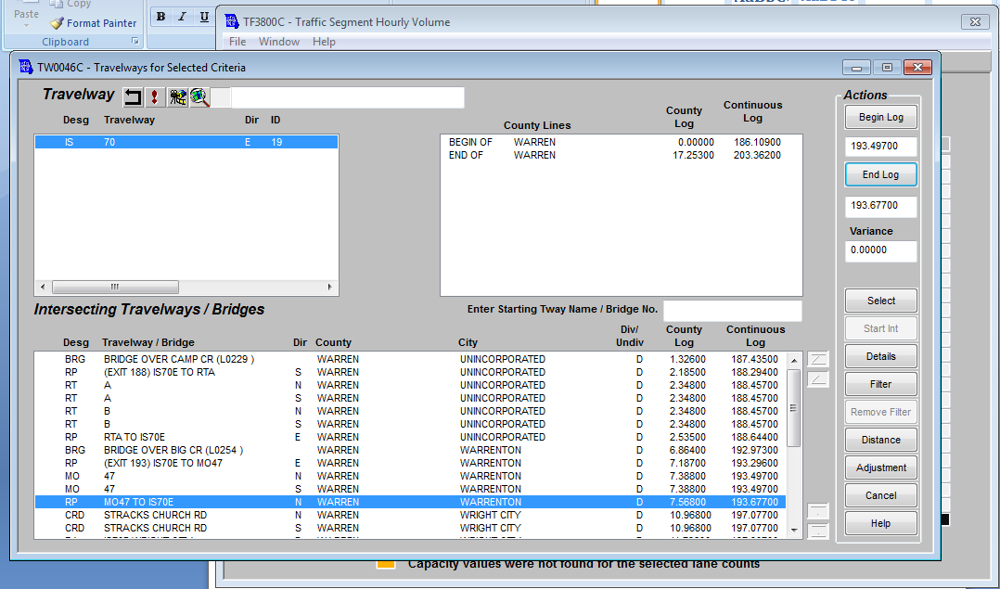 Copy
Paste
Format Painter
Clipboard
B I U
TF3800C - Traffic Segment Hourly Volume
File Window Help
TW0046C - Travelways for Selected Criteria
Travelway
Desg Travelway Dir ID
IS 70 E 19
County Lines County Log Continuous Log
BEGIN OF WARREN 0.00000 186.10900
END OF WARREN 17.25300 203.36200
Actions
Begin Log
193.49700
End Log
193.67700
Variance
0.00000
Select
Start Int
Details
Filter
Remove Filter
Distance
Adjustment
Cancel
Help
Intersecting Travelways / Bridges
Enter Starting Tway Name / Bridge No.
Desg Travelway / Bridge Dir County City Div/ Undiv County Log Continuous Log
BRG BRIDGE OVER CAMP CR (L0229 ) WARREN UNINCORPORATED D 1.32600 187.43500
RP (EXIT 188) IS70E TO RTA S WARREN UNINCORPORATED D 2.18500 188.29400
RT A N WARREN UNINCORPORATED D 2.34800 188.45700
RT A S WARREN UNINCORPORATED D 2.34800 188.45700
RT B N WARREN UNINCORPORATED D 2.34800 188.45700
RT B S WARREN UNINCORPORATED D 2.34800 188.45700
RP RTA TO IS70E E WARREN UNINCORPORATED D 2.53500 188.64400
BRG BRIDGE OVER BIG CR (L0254 ) WARREN WARRENTON D 6.86400 192.97300
RP (EXIT 193) IS70E TO MO47 E WARREN WARRENTON D 7.18700 193.29600
MO 47 N WARREN WARRENTON D 7.38800 193.49700
MO 47 S WARREN WARRENTON D 7.38800 193.49700
RP MO47 TO IS70E N WARREN WARRENTON D 7.56800 193.67700
CRD STRACKS CHURCH RD N WARREN WRIGHT CITY D 10.96800 197.07700
CRD STRACKS CHURCH RD S WARREN WRIGHT CITY D 10.96800 197.07700
Capacity values were not found for the selected lane counts